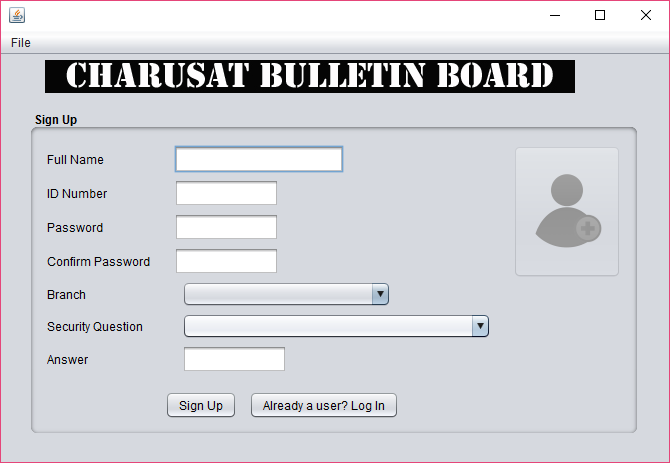 File
CHARUSAT BULLETIN BOARD
Sign Up
Full Name
ID Number
Password
Confirm Password
Branch
Security Question
Answer
Sign Up
Already a user? Log In